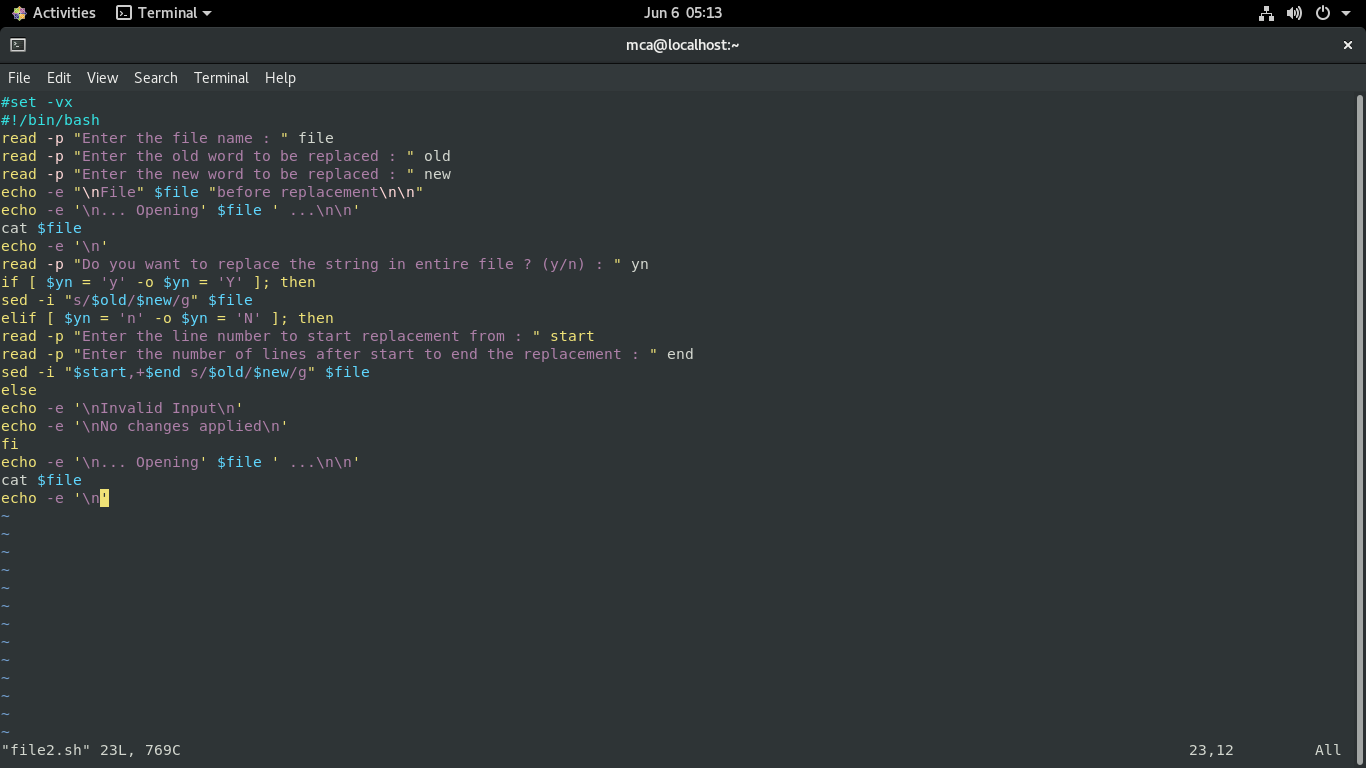 Activities Terminal Jun 6 05:13
mca@localhost:~
File Edit View Search Terminal Help
#set -vx
#!/bin/bash
read -p "Enter the file name : " file
read -p "Enter the old word to be replaced : " old
read -p "Enter the new word to be replaced : " new
echo -e "\nFile" $file "before replacement\n\n"
echo -e '\n... Opening' $file ' ...\n\n'
cat $file
echo -e '\n'
read -p "Do you want to replace the string in entire file ? (y/n) : " yn
if [ $yn = 'y' -o $yn = 'Y' ]; then
sed -i "s/$old/$new/g" $file
elif [ $yn = 'n' -o $yn = 'N' ]; then
read -p "Enter the line number to start replacement from : " start
read -p "Enter the number of lines after start to end the replacement : " end
sed -i "$start,+$end s/$old/$new/g" $file
else
echo -e '\nInvalid Input\n'
echo -e '\nNo changes applied\n'
fi
echo -e '\n... Opening' $file ' ...\n\n'
cat $file
echo -e '\n'
~
~
~
~
~
~
~
~
~
~
~
~
~
"file2.sh" 23L, 769C 23,12 All